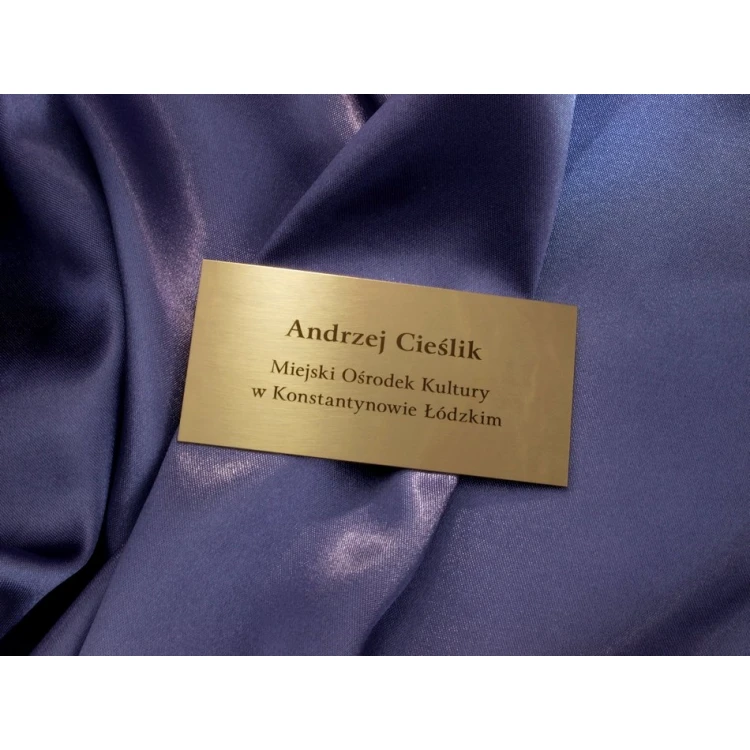 Andrzej Cieślik
Miejski Ośrodek Kultury
w Konstantynowie Łódzkim